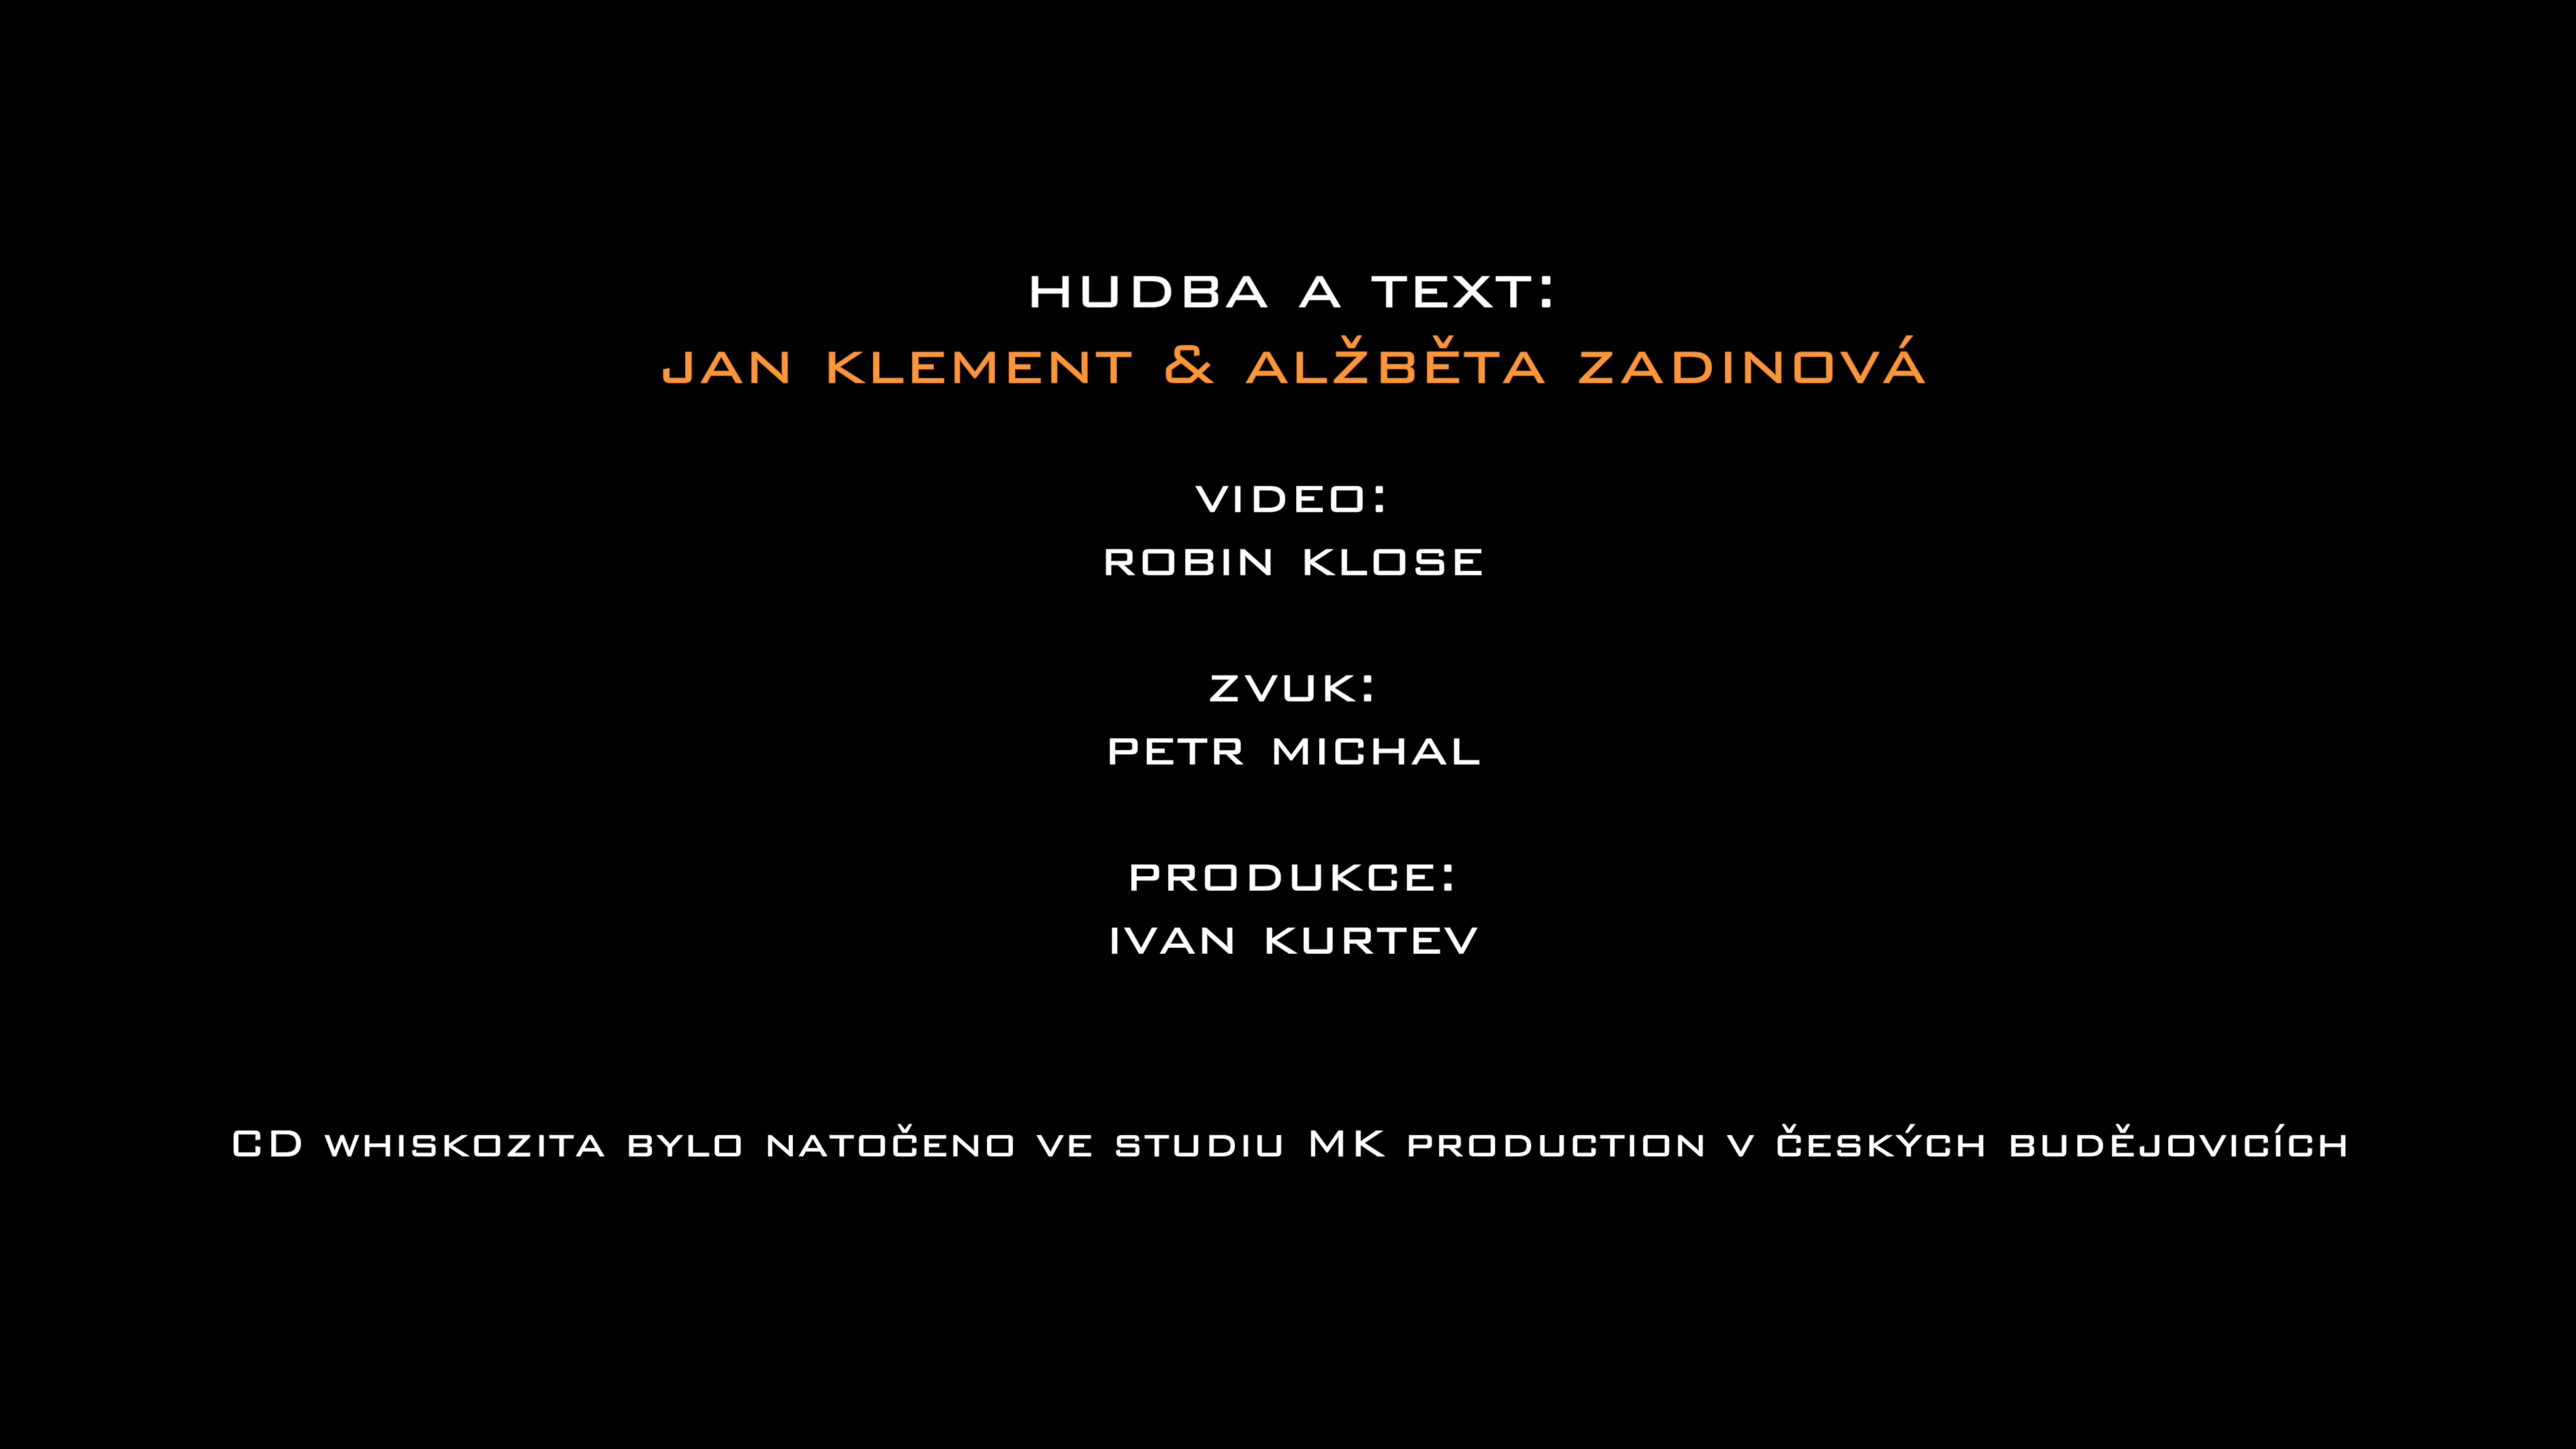 HUDBA A TEXT:
JAN KLEMENT & ALŽBĚTA ZADINOVÁ
VIDEO:
ROBIN KLOSE
ZVUK:
PETR MICHAL
PRODUKCE:
IVAN KURTEV
CD WHISKOZITA BYLO NATOČENO VE STUDIU MK PRODUCTION V ČESKÝCH BUDĚJOVICÍCH